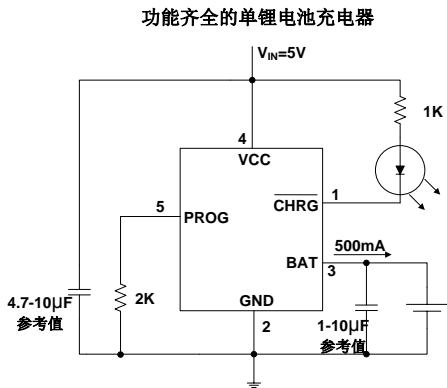 功能齐全的单锂电池充电器
VIN=5V
1K
4
VCC
1
CHRG
5
PROG
500mA
BAT
3
2K
4.7-10µF
参考值
GND
2
1-10µF
参考值